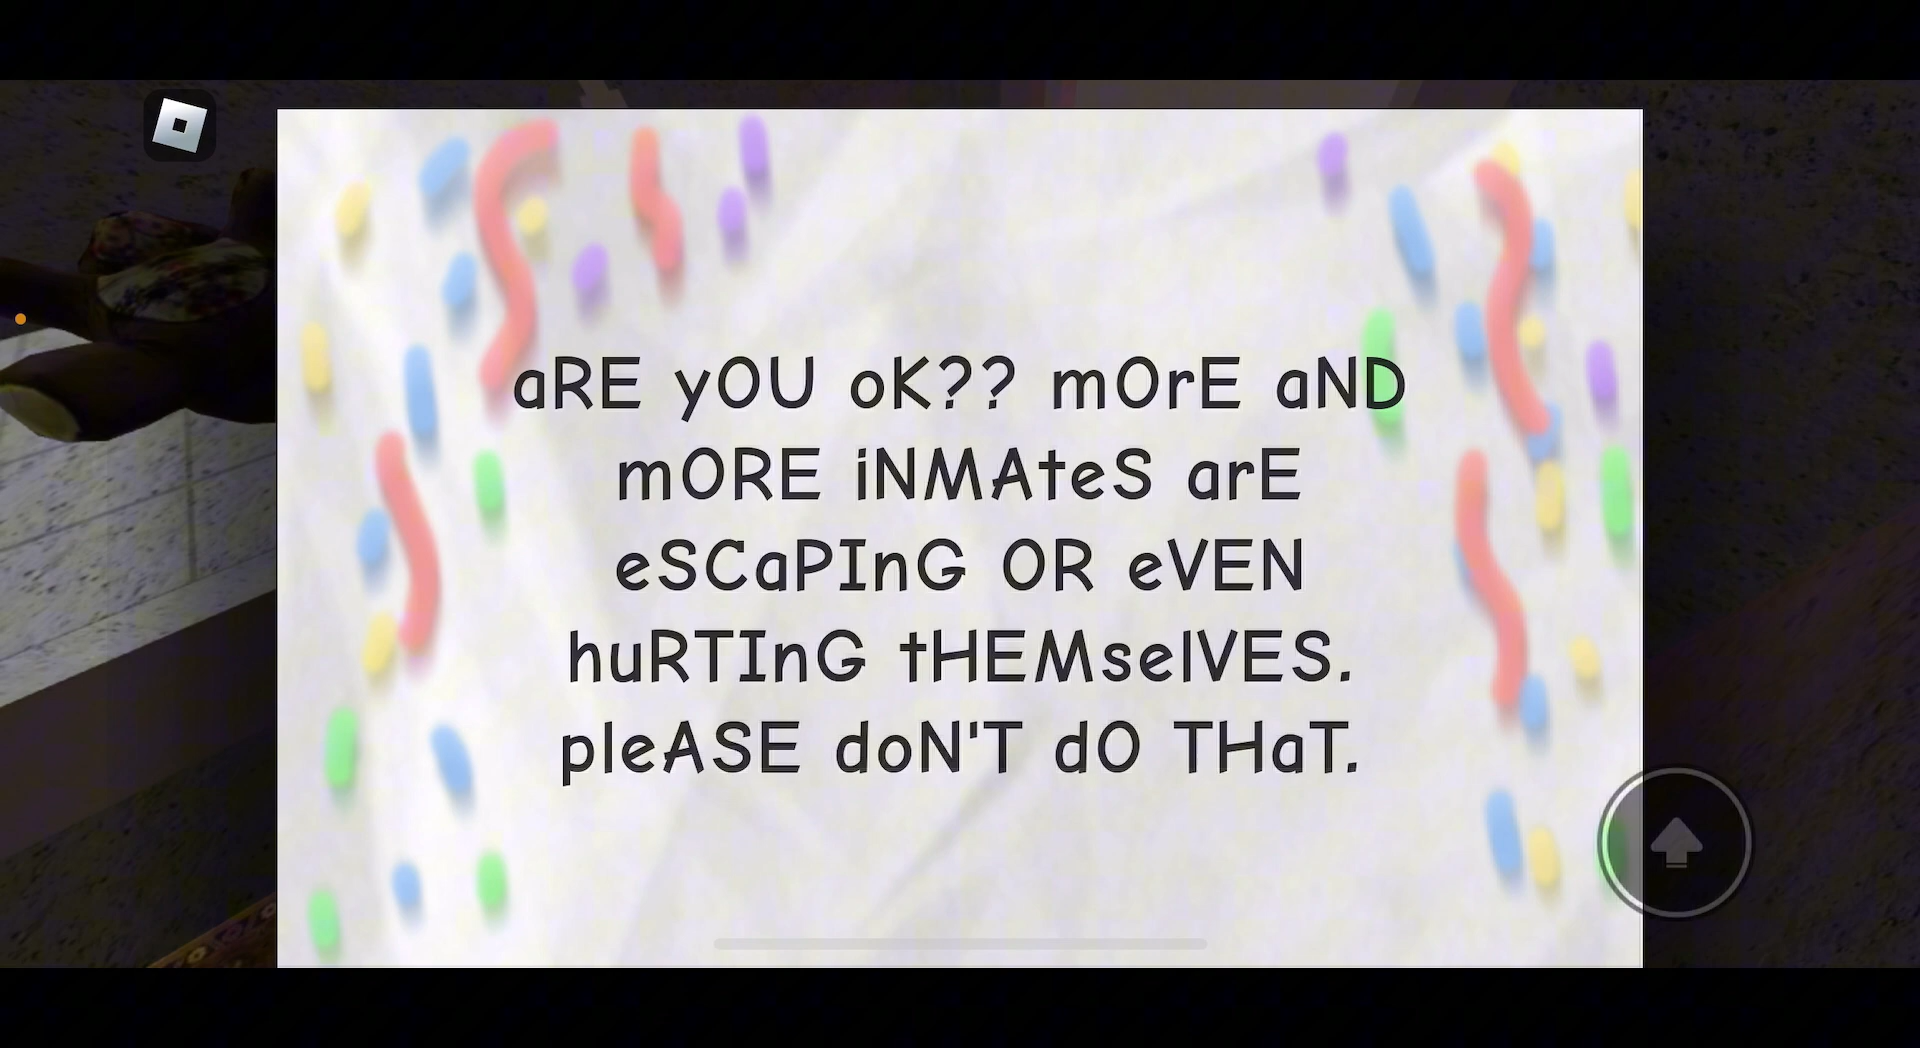 aRE yOU oK?? mOrE aND
mORE iNMAteS arE
eSCaPInG OR eVEN
huRTInG tHEMselVES.
pleASE doN'T dO THaT.